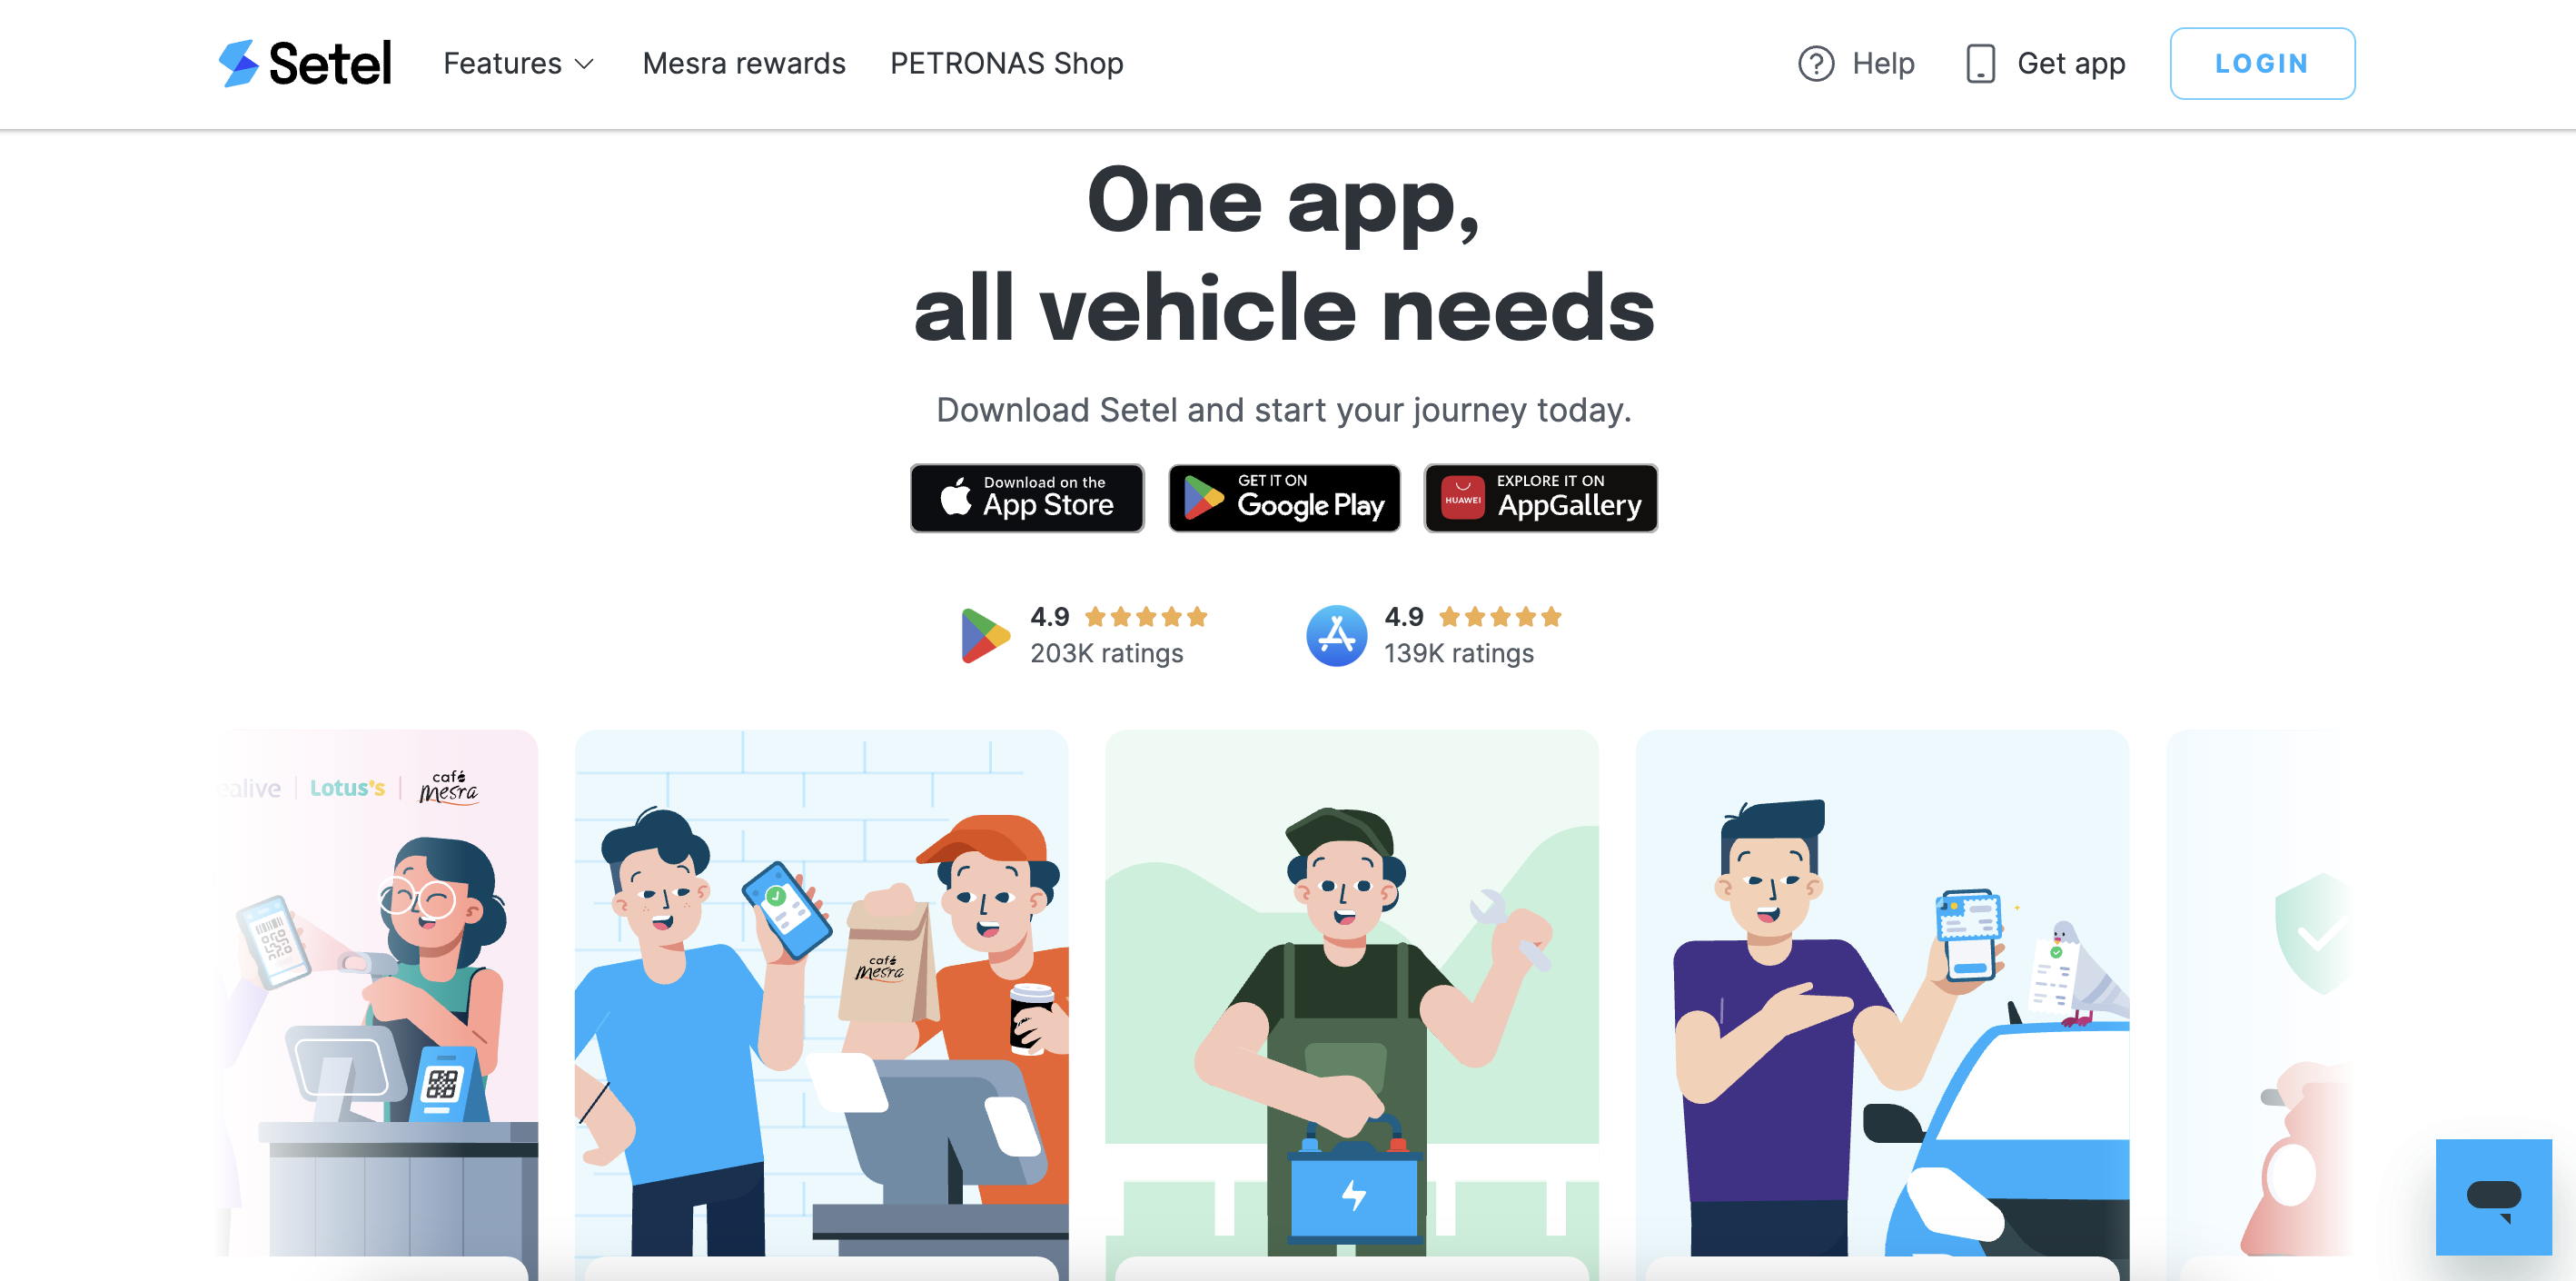 Setel
Features
Mesra rewards
PETRONAS Shop
Help
Get app
LOGIN
One app,
all vehicle needs
Download Setel and start your journey today.
Download on the
App Store
GET IT ON
Google Play
HUAWEI
EXPLORE IT ON
AppGallery
4.9
203K ratings
4.9
139K ratings
ealive
Lotus's
café
mesra
café
mesra